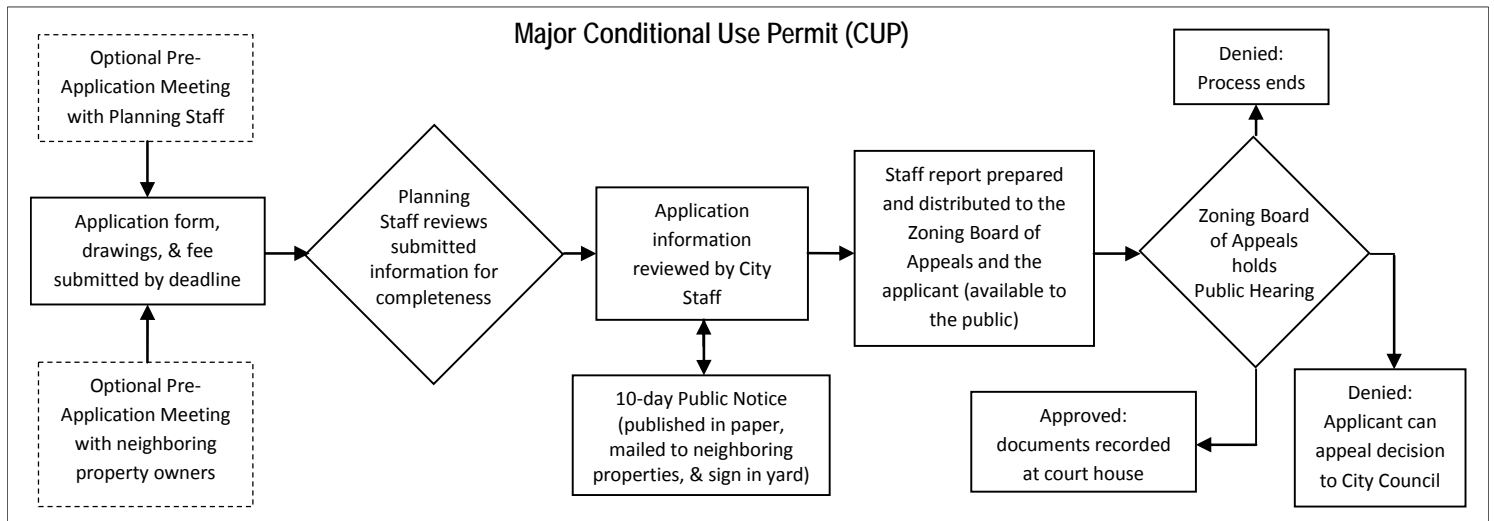 Major Conditional Use Permit (CUP)
Optional Pre-
Application Meeting
with Planning Staff
Application form,
drawings, & fee
submitted by deadline
Optional Pre-
Application Meeting
with neighboring
property owners
Planning
Staff reviews
submitted
information for
completeness
Application
information
reviewed by City
Staff
10-day Public Notice
(published in paper,
mailed to neighboring
properties, & sign in yard)
Staff report prepared
and distributed to the
Zoning Board of
Appeals and the
applicant (available to
the public)
Zoning Board
of Appeals
holds
Public Hearing
Denied:
Process ends
Approved:
documents recorded
at court house
Denied:
Applicant can
appeal decision
to City Council